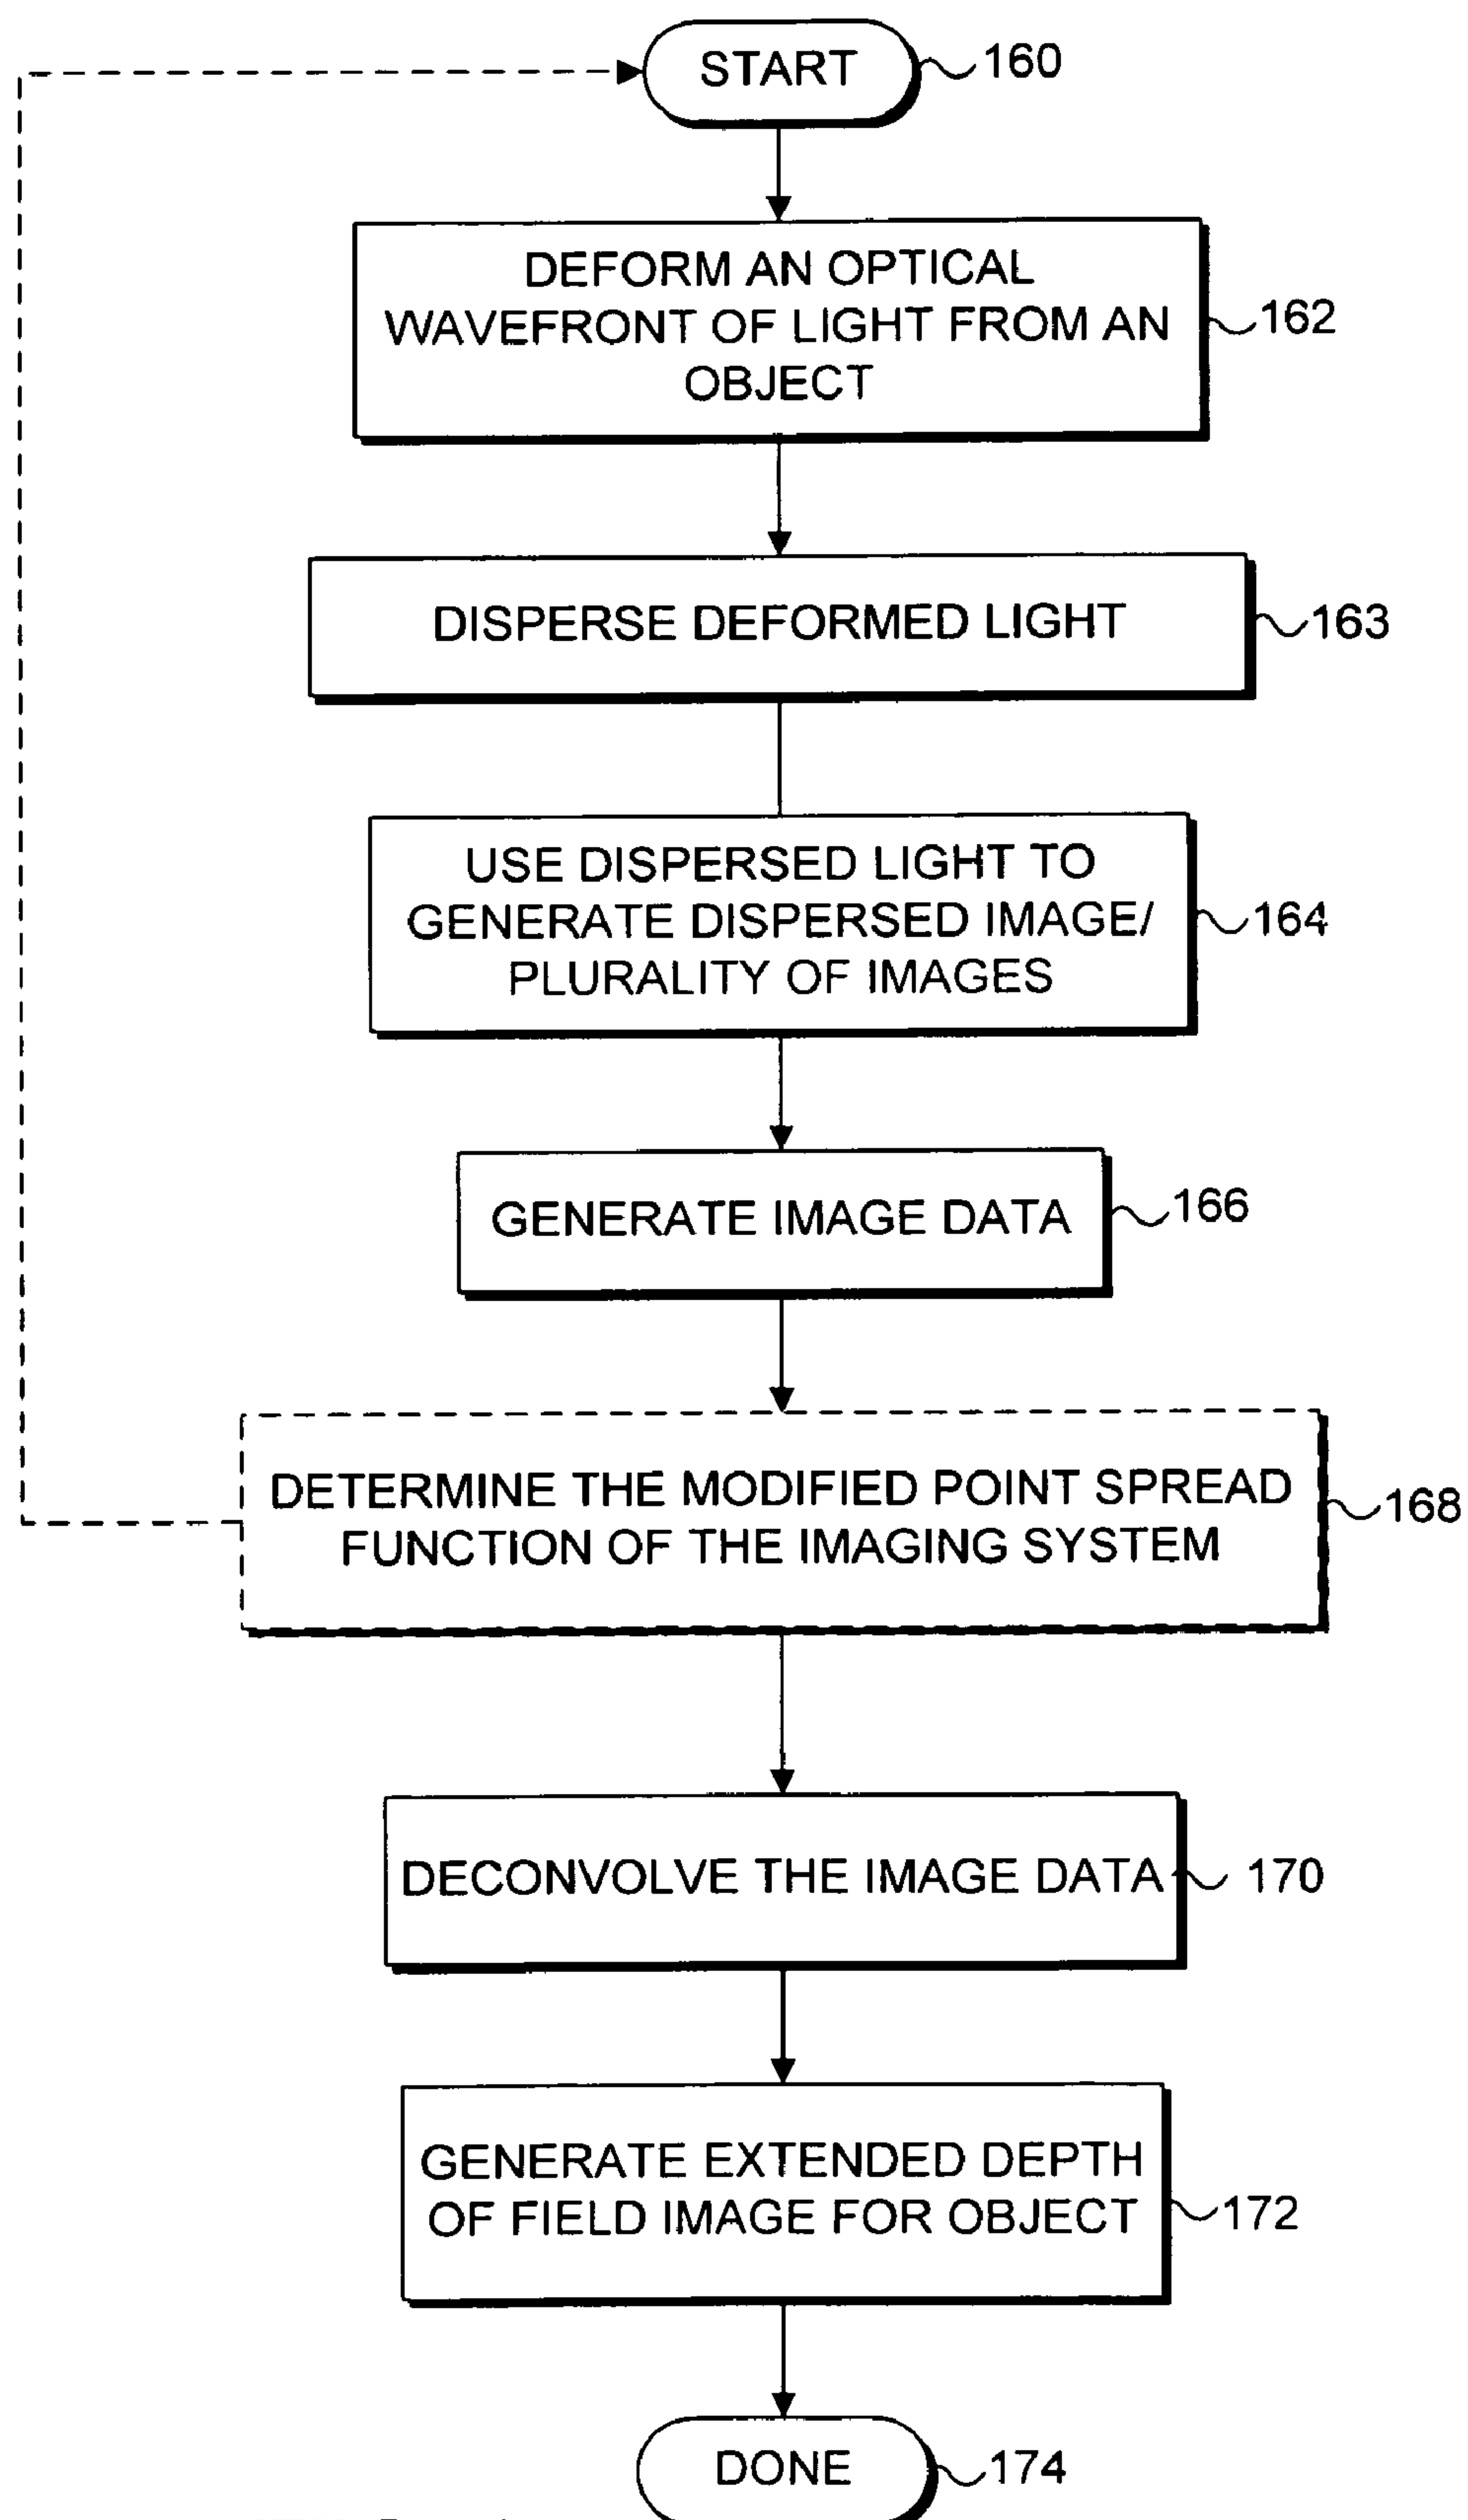 START
160
DEFORM AN OPTICAL
WAVEFRONT OF LIGHT FROM AN
OBJECT
162
DISPERSE DEFORMED LIGHT
163
USE DISPERSED LIGHT TO
GENERATE DISPERSED IMAGE/
PLURALITY OF IMAGES
164
GENERATE IMAGE DATA
166
DETERMINE THE MODIFIED POINT SPREAD
FUNCTION OF THE IMAGING SYSTEM
168
DECONVOLVE THE IMAGE DATA
170
GENERATE EXTENDED DEPTH
OF FIELD IMAGE FOR OBJECT
172
DONE
174